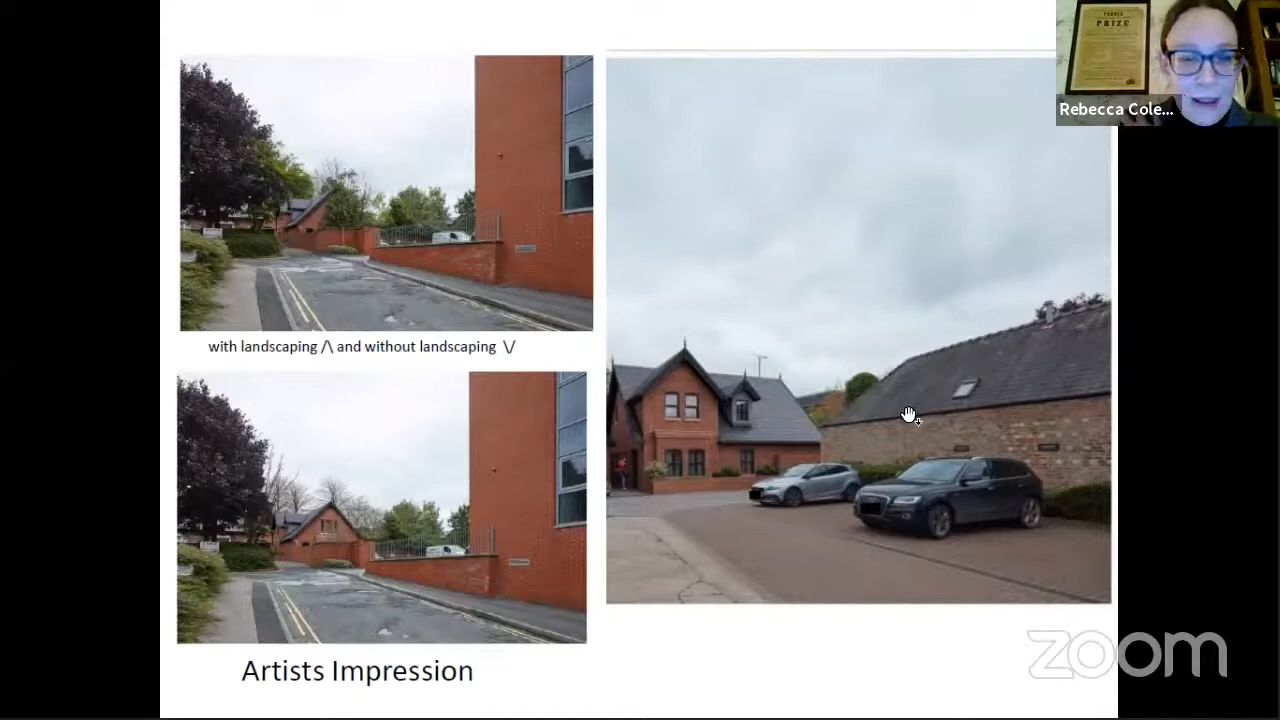 PRIZE
Rebecca Cole...
with landscaping /\ and without landscaping \/
Artists Impression
zoom